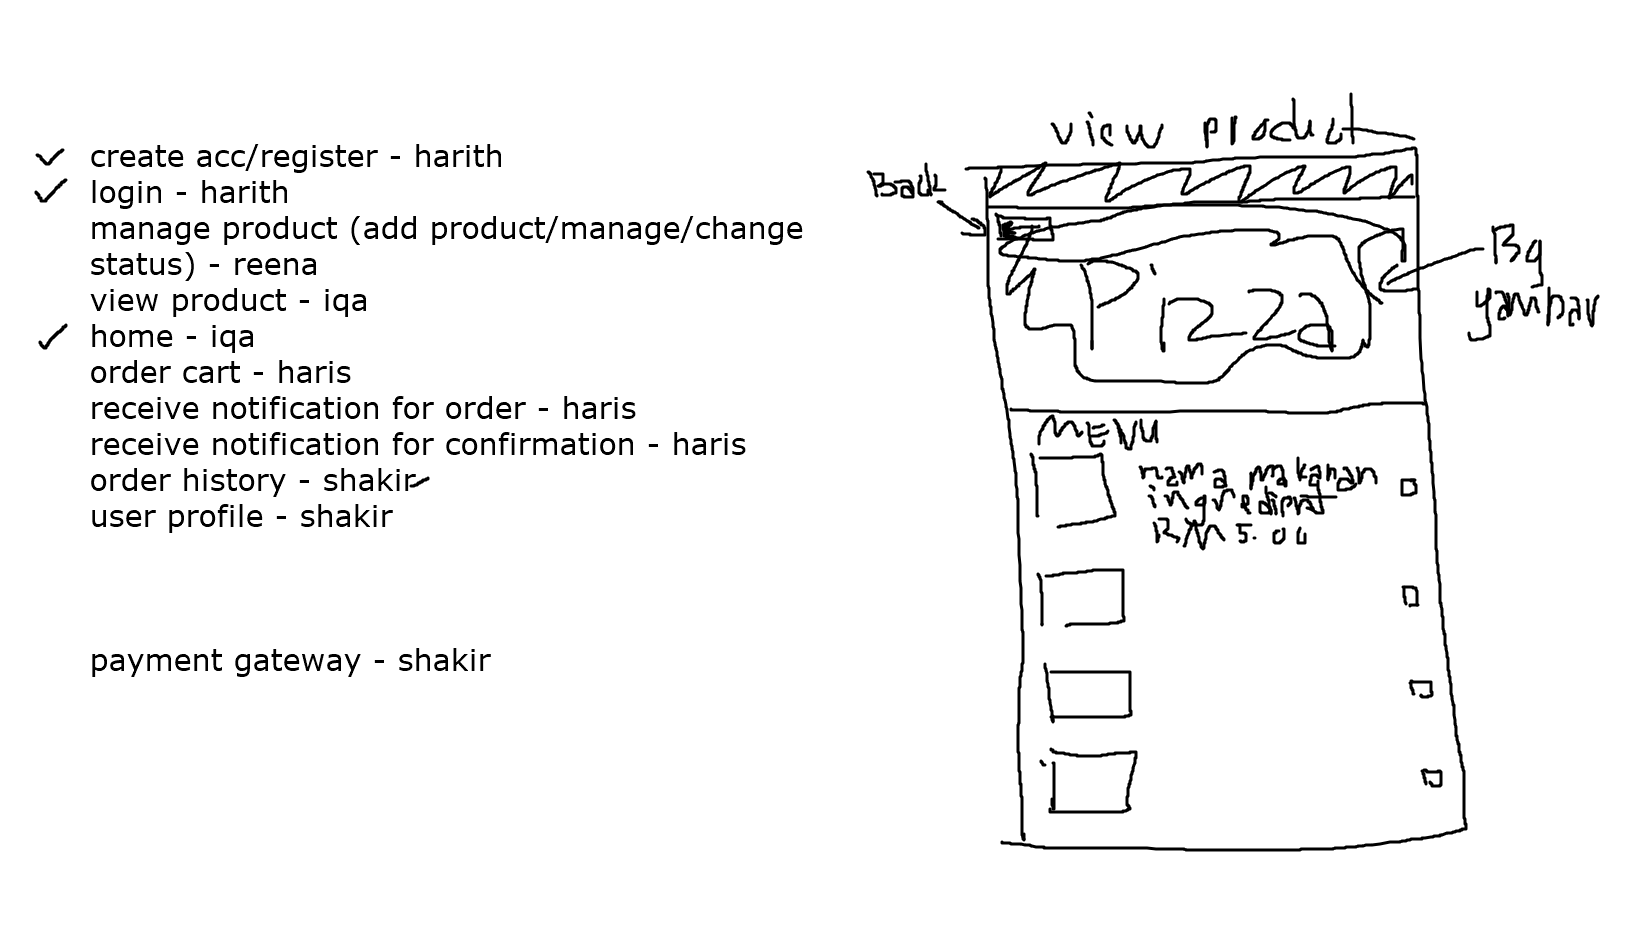 create acc/register - harith
login - harith
manage product (add product/manage/change
status) - reena
view product - iqa
home - iqa
order cart - haris
receive notification for order - haris
receive notification for confirmation - haris
order history - shakir
user profile - shakir
payment gateway - shakir
view product
Back
Pizza
Bg
gambar
MENU
nama makanan
ingredient
RM 5.00